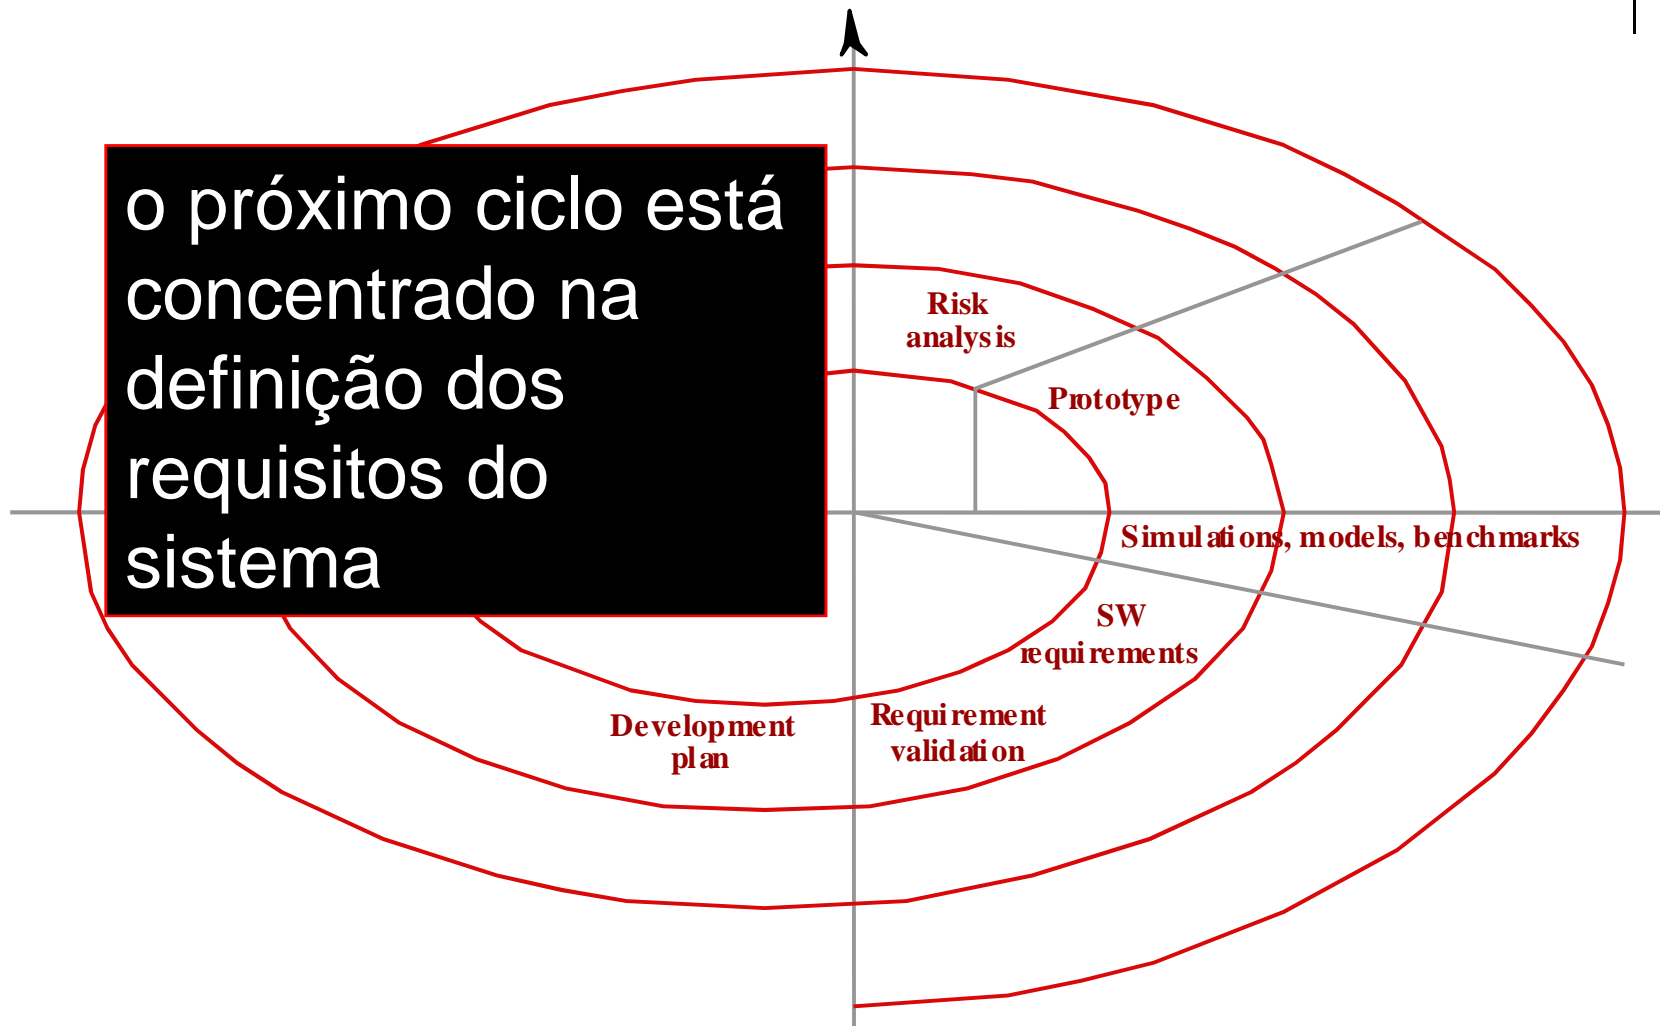 o próximo ciclo está
concentrado na
definição dos
requisitos do
sistema
Risk
analysis
Prototype
Simulations, models, benchmarks
SW
requirements
Requirement
validation
Development
plan